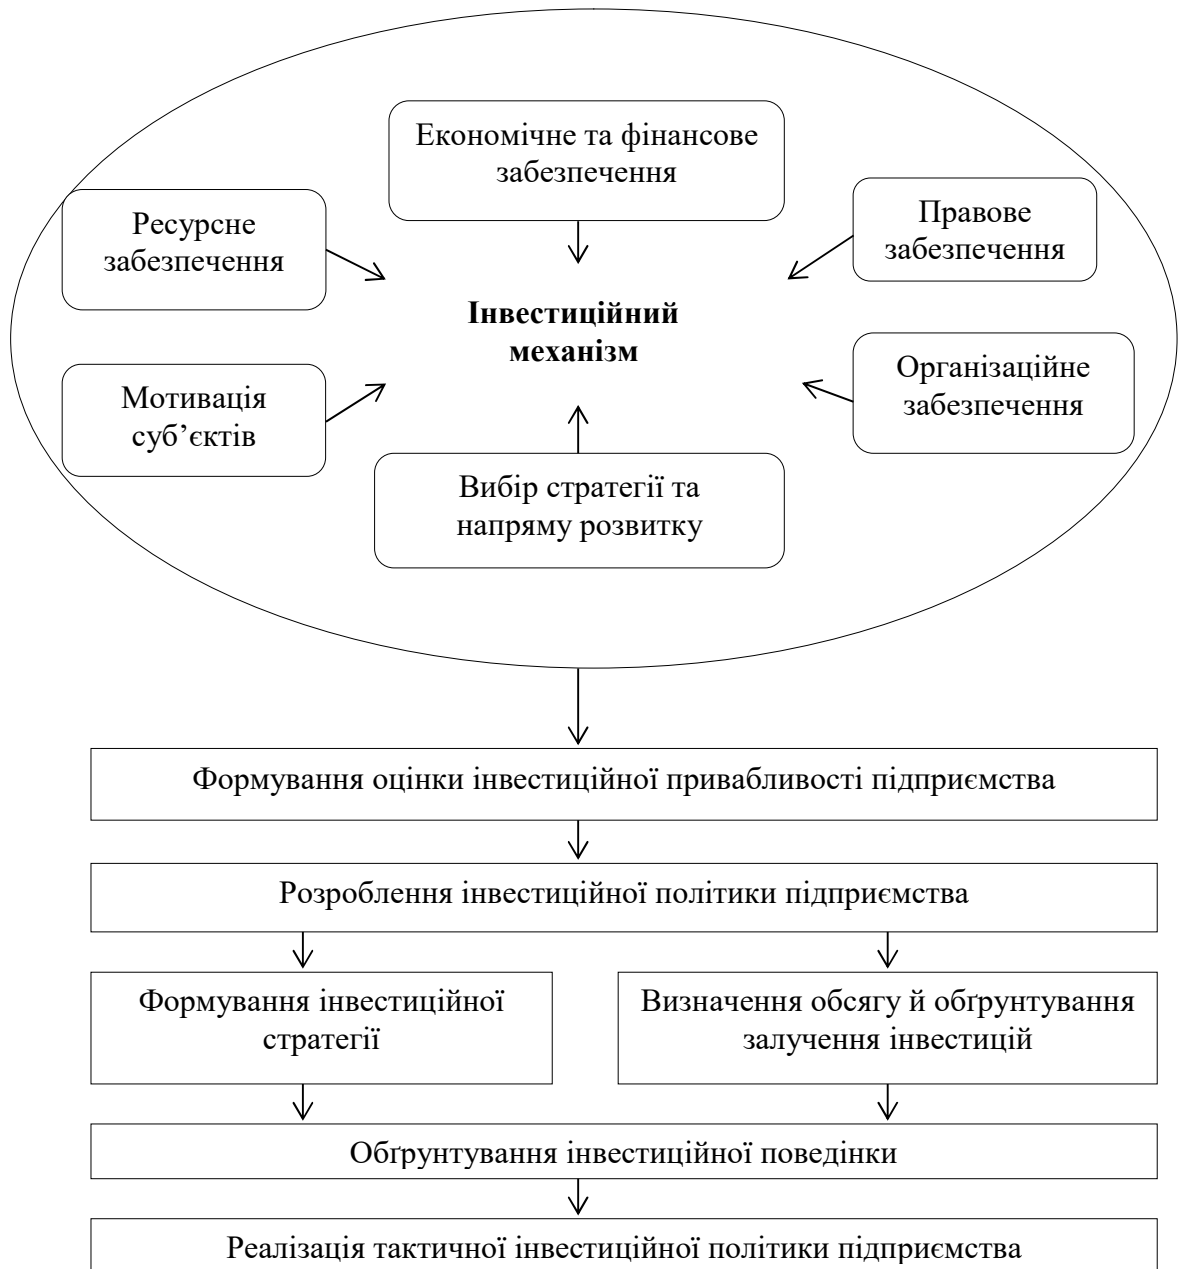 Економічне та фінансове
забезпечення
Ресурсне
забезпечення
Правове
забезпечення
Інвестиційний
механізм
Мотивація
суб’єктів
Організаційне
забезпечення
Вибір стратегії та
напряму розвитку
Формування оцінки інвестиційної привабливості підприємства
Розроблення інвестиційної політики підприємства
Формування інвестиційної
стратегії
Визначення обсягу й обґрунтування
залучення інвестицій
Обґрунтування інвестиційної поведінки
Реалізація тактичної інвестиційної політики підприємства